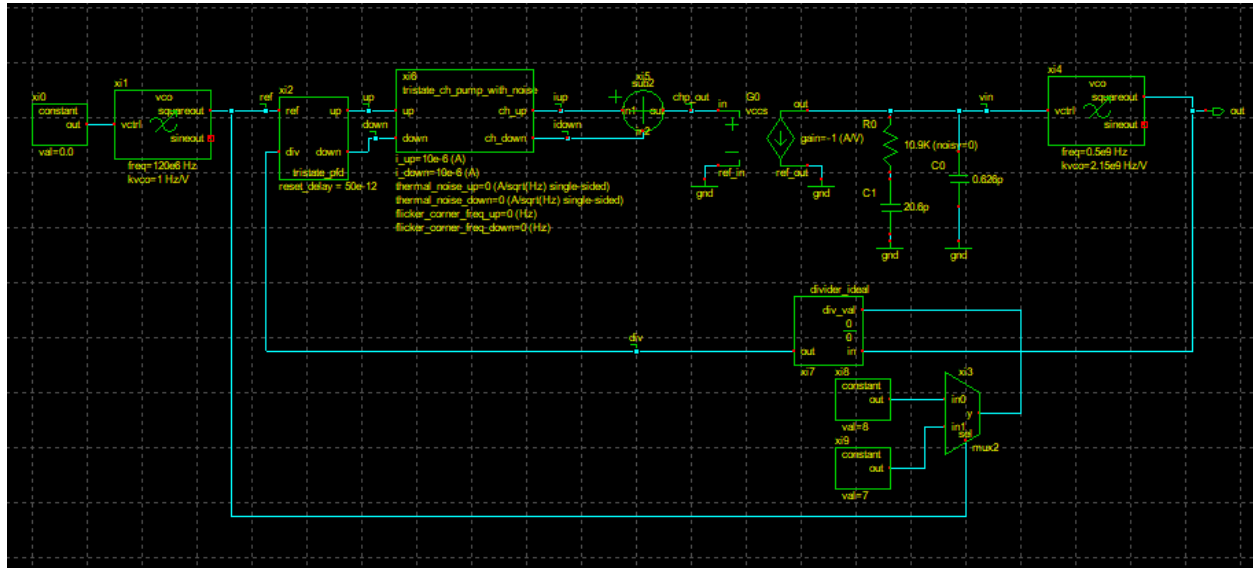 xi0
constant
out
val=0.0
xi1
vco
squareout
vctrl
sineout
freq=120e6 Hz
kvco=1 Hz/V
ref
xi2
ref
up
div
down
tristate_pfd
reset_delay = 50e-12
up
down
xi6
tristate_ch_pump_with_noise
up
ch_up
down
ch_down
i_up=10e-6 (A)
i_down=10e-6 (A)
thermal_noise_up=0 (A/sqrt(Hz) single-sided)
thermal_noise_down=0 (A/sqrt(Hz) single-sided)
flicker_corner_freq_up=0 (Hz)
flicker_corner_freq_down=0 (Hz)
iup
idown
xi5
sub2
in1
out
in2
chp_out
G0
in
vccs
out
gain=-1 (A/V)
ref_in
ref_out
gnd
gnd
R0
10.9K (noisy=0)
C1
20.6p
gnd
C0
0.626p
gnd
vin
xi4
vco
squareout
vctrl
sineout
freq=0.5e9 Hz
kvco=2.15e9 Hz/V
out
divider_ideal
div_val
0
0
out
in
xi7
div
xi8
constant
out
val=8
xi9
constant
out
val=7
xi3
in0
y
in1
sel
mux2